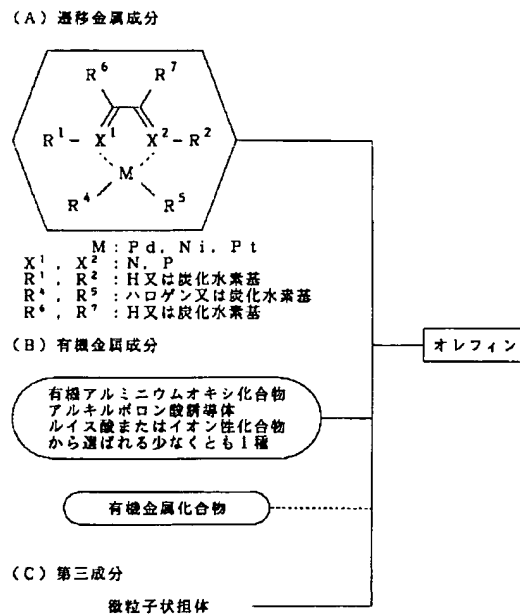 (A) 遷移金属成分
R⁶ R⁷
R¹ X¹ X² R²
M
R⁴ R⁵
M : Pd, Ni, Pt
X¹ , X² : N, P
R¹ , R² : H又は炭化水素基
R⁴ , R⁵ : ハロゲン又は炭化水素基
R⁶ , R⁷ : H又は炭化水素基
(B) 有機金属成分
オレフィン
有機アルミニウムオキシ化合物
アルキルボロン酸誘導体
ルイス酸またはイオン性化合物
から選ばれる少なくとも1種
有機金属化合物
(C) 第三成分
微粒子状担体